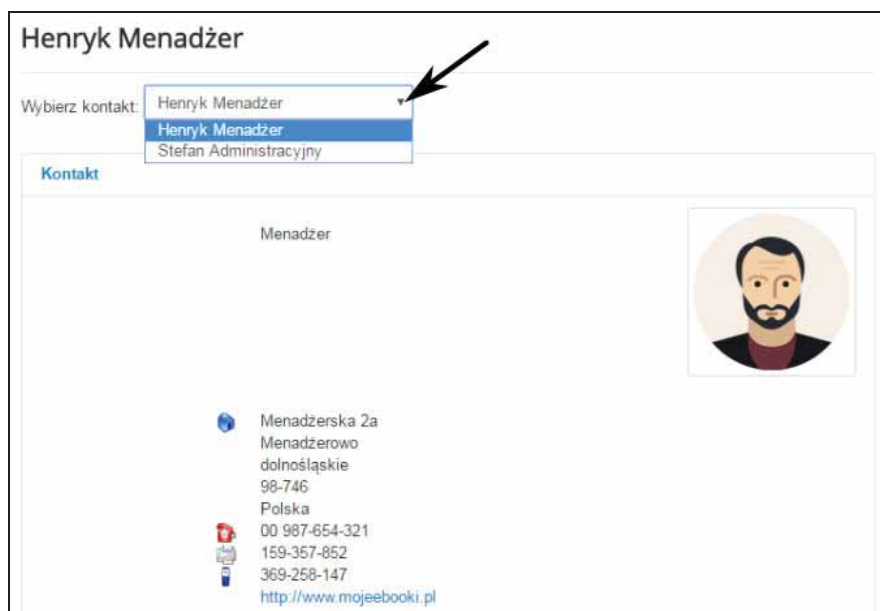 Henryk Menadżer
Wybierz kontakt: Henryk Menadżer
Henryk Menadżer
Stefan Administracyjny
Kontakt
Menadżer
Menadżerska 2a
Menadżerowo
dolnośląskie
98-746
Polska
00 987-654-321
159-357-852
369-258-147
http://www.mojeebooki.pl